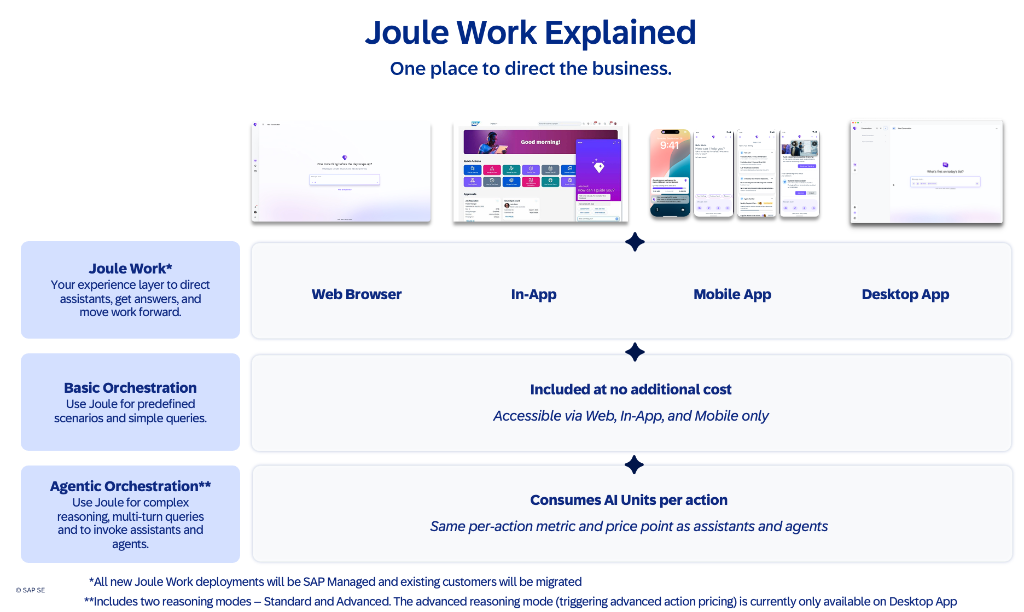 Joule Work Explained
One place to direct the business.
Good morning!
9:41
Joule Work*
Your experience layer to direct
assistants, get answers, and
move work forward.
Web Browser
In-App
Mobile App
Desktop App
Basic Orchestration
Use Joule for predefined
scenarios and simple queries.
Included at no additional cost
Accessible via Web, In-App, and Mobile only
Agentic Orchestration**
Use Joule for complex
reasoning, multi-turn queries
and to invoke assistants and
agents.
Consumes AI Units per action
Same per-action metric and price point as assistants and agents
*All new Joule Work deployments will be SAP Managed and existing customers will be migrated
© SAP SE
**Includes two reasoning modes – Standard and Advanced. The advanced reasoning mode (triggering advanced action pricing) is currently only available on Desktop App